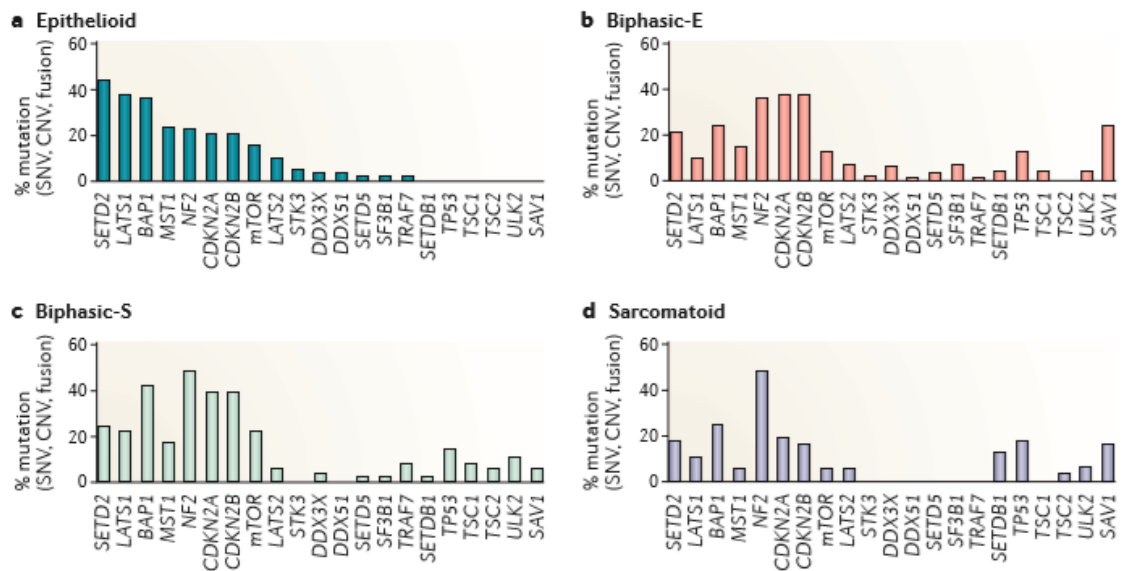 a Epithelioid
% mutation
(SNV, CNV, fusion)
60
40
20
0
SETD2
LATS1
BAP1
MST1
NF2
CDKN2A
CDKN2B
mTOR
LATS2
STK3
DDX3X
DDX51
SETD5
SF3B1
TRAF7
SETDB1
TP53
TSC1
TSC2
ULK2
SAV1
b Biphasic-E
% mutation
(SNV, CNV, fusion)
60
40
20
0
SETD2
LATS1
BAP1
MST1
NF2
CDKN2A
CDKN2B
mTOR
LATS2
STK3
DDX3X
DDX51
SETD5
SF3B1
TRAF7
SETDB1
TP53
TSC1
TSC2
ULK2
SAV1
c Biphasic-S
% mutation
(SNV, CNV, fusion)
60
40
20
0
SETD2
LATS1
BAP1
MST1
NF2
CDKN2A
CDKN2B
mTOR
LATS2
STK3
DDX3X
DDX51
SETD5
SF3B1
TRAF7
SETDB1
TP53
TSC1
TSC2
ULK2
SAV1
d Sarcomatoid
% mutation
(SNV, CNV, fusion)
60
40
20
0
SETD2
LATS1
BAP1
MST1
NF2
CDKN2A
CDKN2B
mTOR
LATS2
STK3
DDX3X
DDX51
SETD5
SF3B1
TRAF7
SETDB1
TP53
TSC1
TSC2
ULK2
SAV1